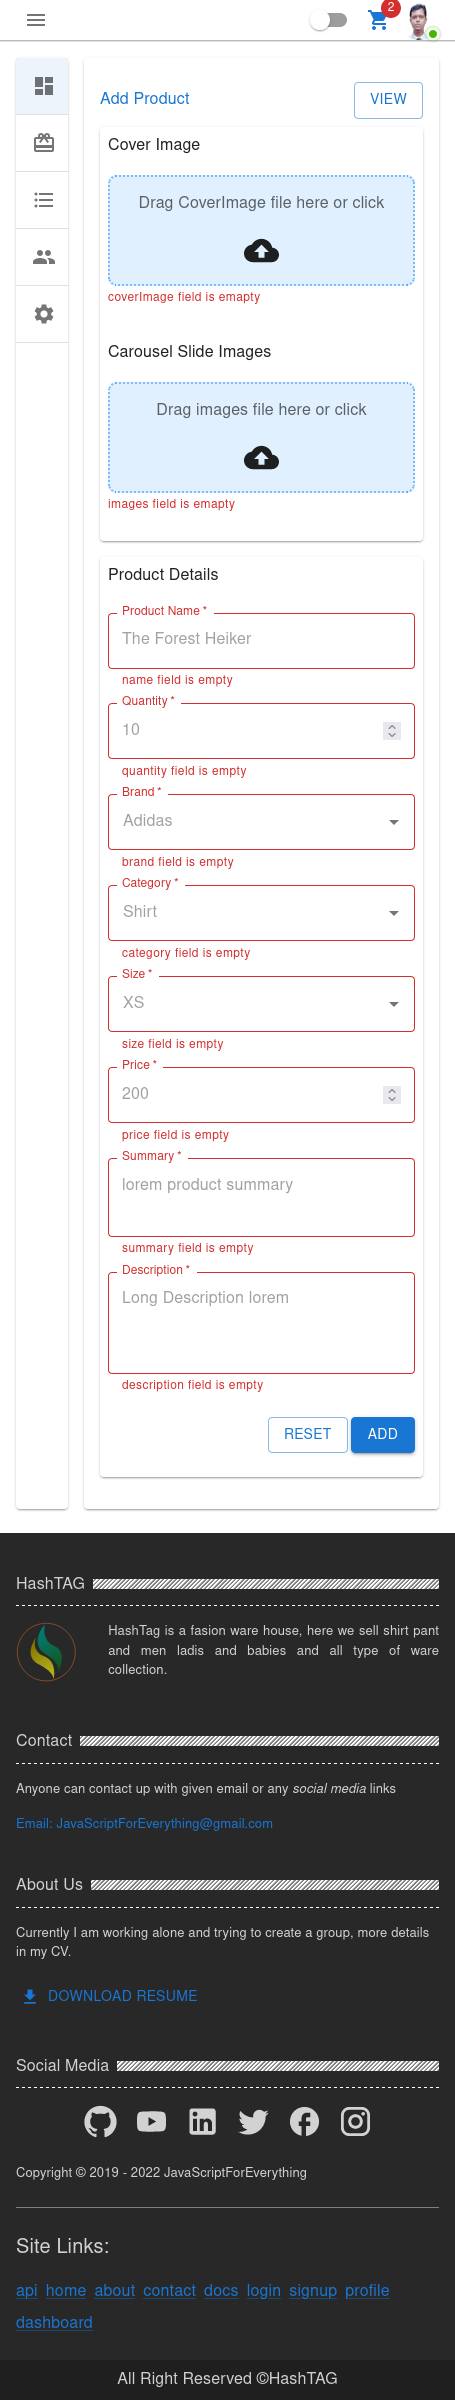 2
Add Product
VIEW
Cover Image
Drag CoverImage file here or click
coverImage field is emapty
Carousel Slide Images
Drag images file here or click
images field is emapty
Product Details
Product Name *
The Forest Heiker
name field is empty
Quantity *
10
quantity field is empty
Brand *
Adidas
brand field is empty
Category *
Shirt
category field is empty
Size *
XS
size field is empty
Price *
200
price field is empty
Summary *
lorem product summary
summary field is empty
Description *
Long Description lorem
description field is empty
RESET
ADD
HashTAG
HashTag is a fasion ware house, here we sell shirt pant
and men ladis and babies and all type of ware
collection.
Contact
Anyone can contact up with given email or any social media links
Email: JavaScriptForEverything@gmail.com
About Us
Currently I am working alone and trying to create a group, more details
in my CV.
DOWNLOAD RESUME
Social Media
Copyright © 2019 - 2022 JavaScriptForEverything
Site Links:
api home about contact docs login signup profile
dashboard
All Right Reserved ©HashTAG